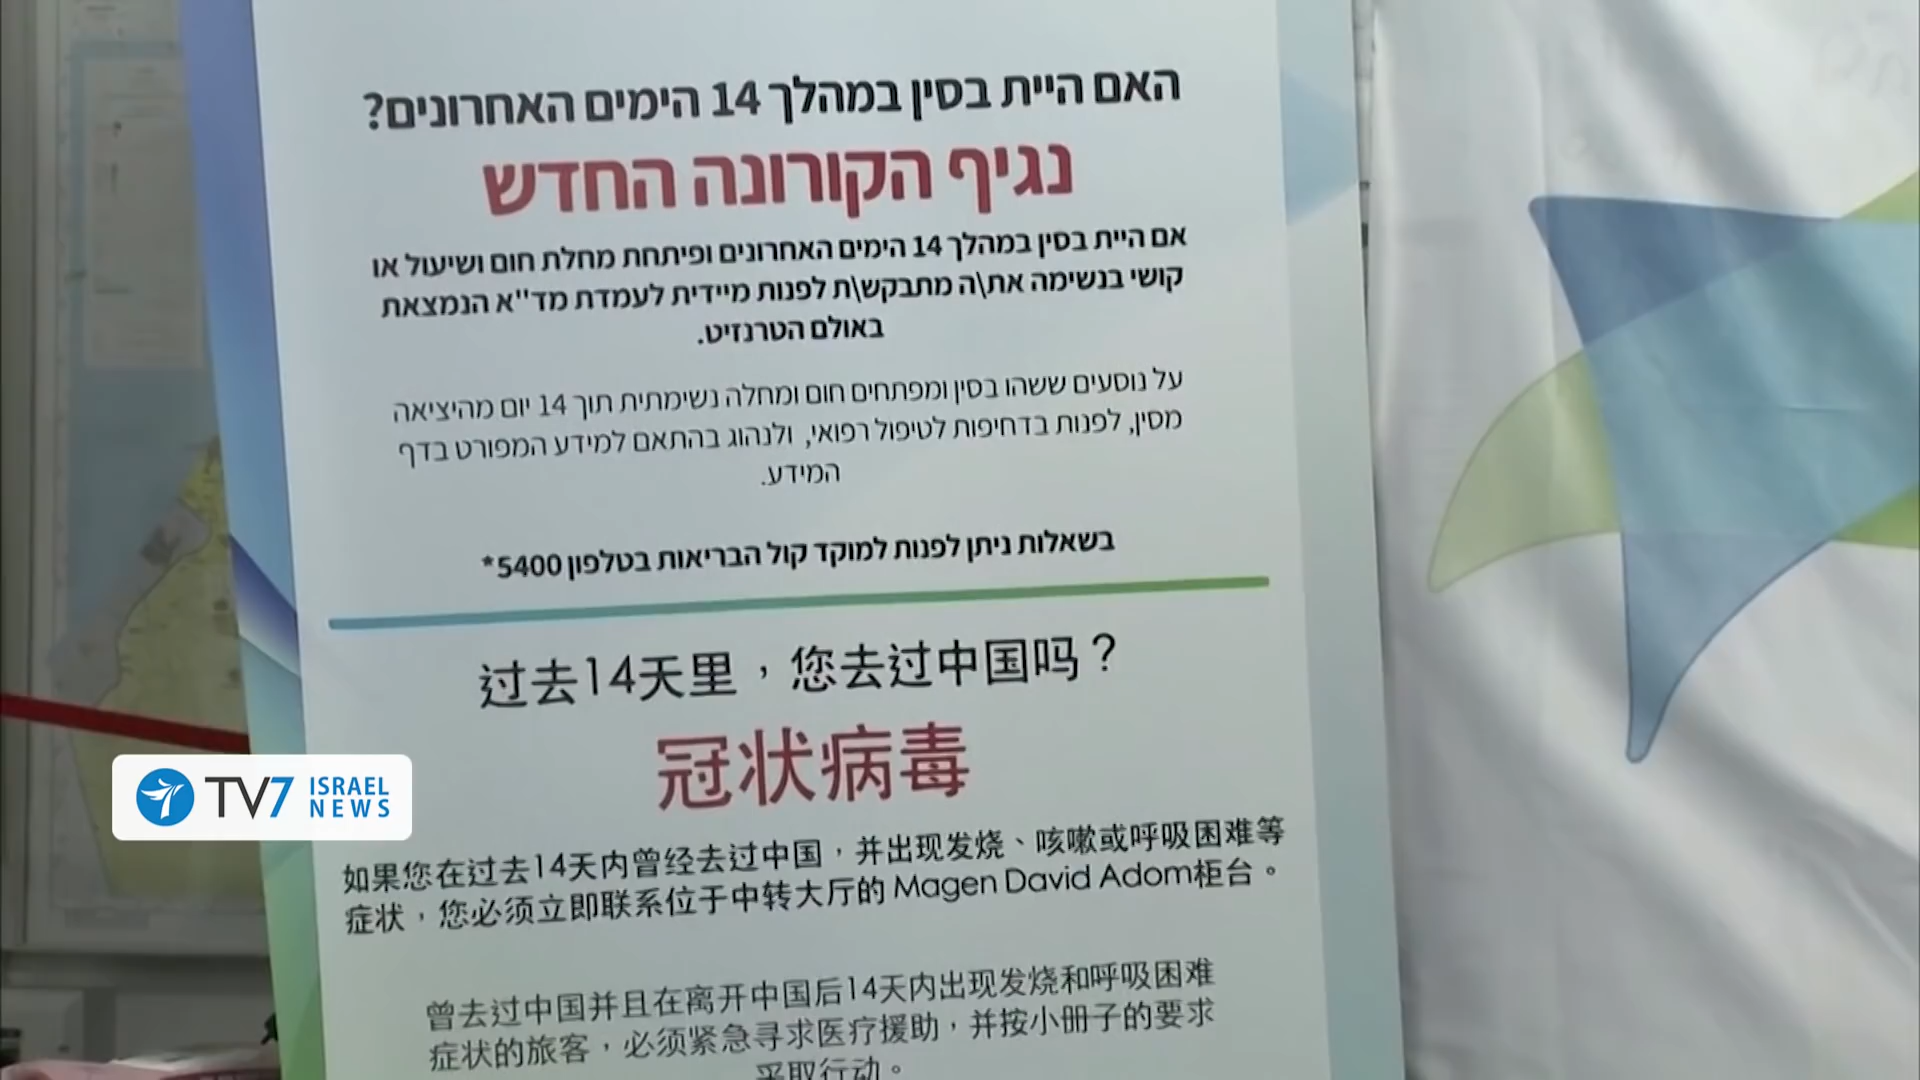 האם היית בסין במהלך 14 הימים האחרונים?
נגיף הקורונה החדש
אם היית בסין במהלך 14 הימים האחרונים ופיתחת מחלת חום ושיעול או
קושי בנשימה את\ה מתבקש\ת לפנות מיידית לעמדת מד''א הנמצאת
באולם הטרנזיט.
על נוסעים ששהו בסין ומפתחים חום ומחלה נשימתית תוך 14 יום מהיציאה
מסין, לפנות בדחיפות לטיפול רפואי, ולנהוג בהתאם למידע המפורט בדף
המידע.
בשאלות ניתן לפנות למוקד קול הבריאות בטלפון 5400*
过去14天里，您去过中国吗？
冠状病毒
如果您在过去14天内曾经去过中国，并出现发烧、咳嗽或呼吸困难等
症状，您必须立即联系位于中转大厅的 Magen David Adom柜台。
曾去过中国并且在离开中国后14天内出现发烧和呼吸困难
症状的旅客，必须紧急寻求医疗援助，并按小册子的要求
采取行动。
TV7 ISRAEL
NEWS